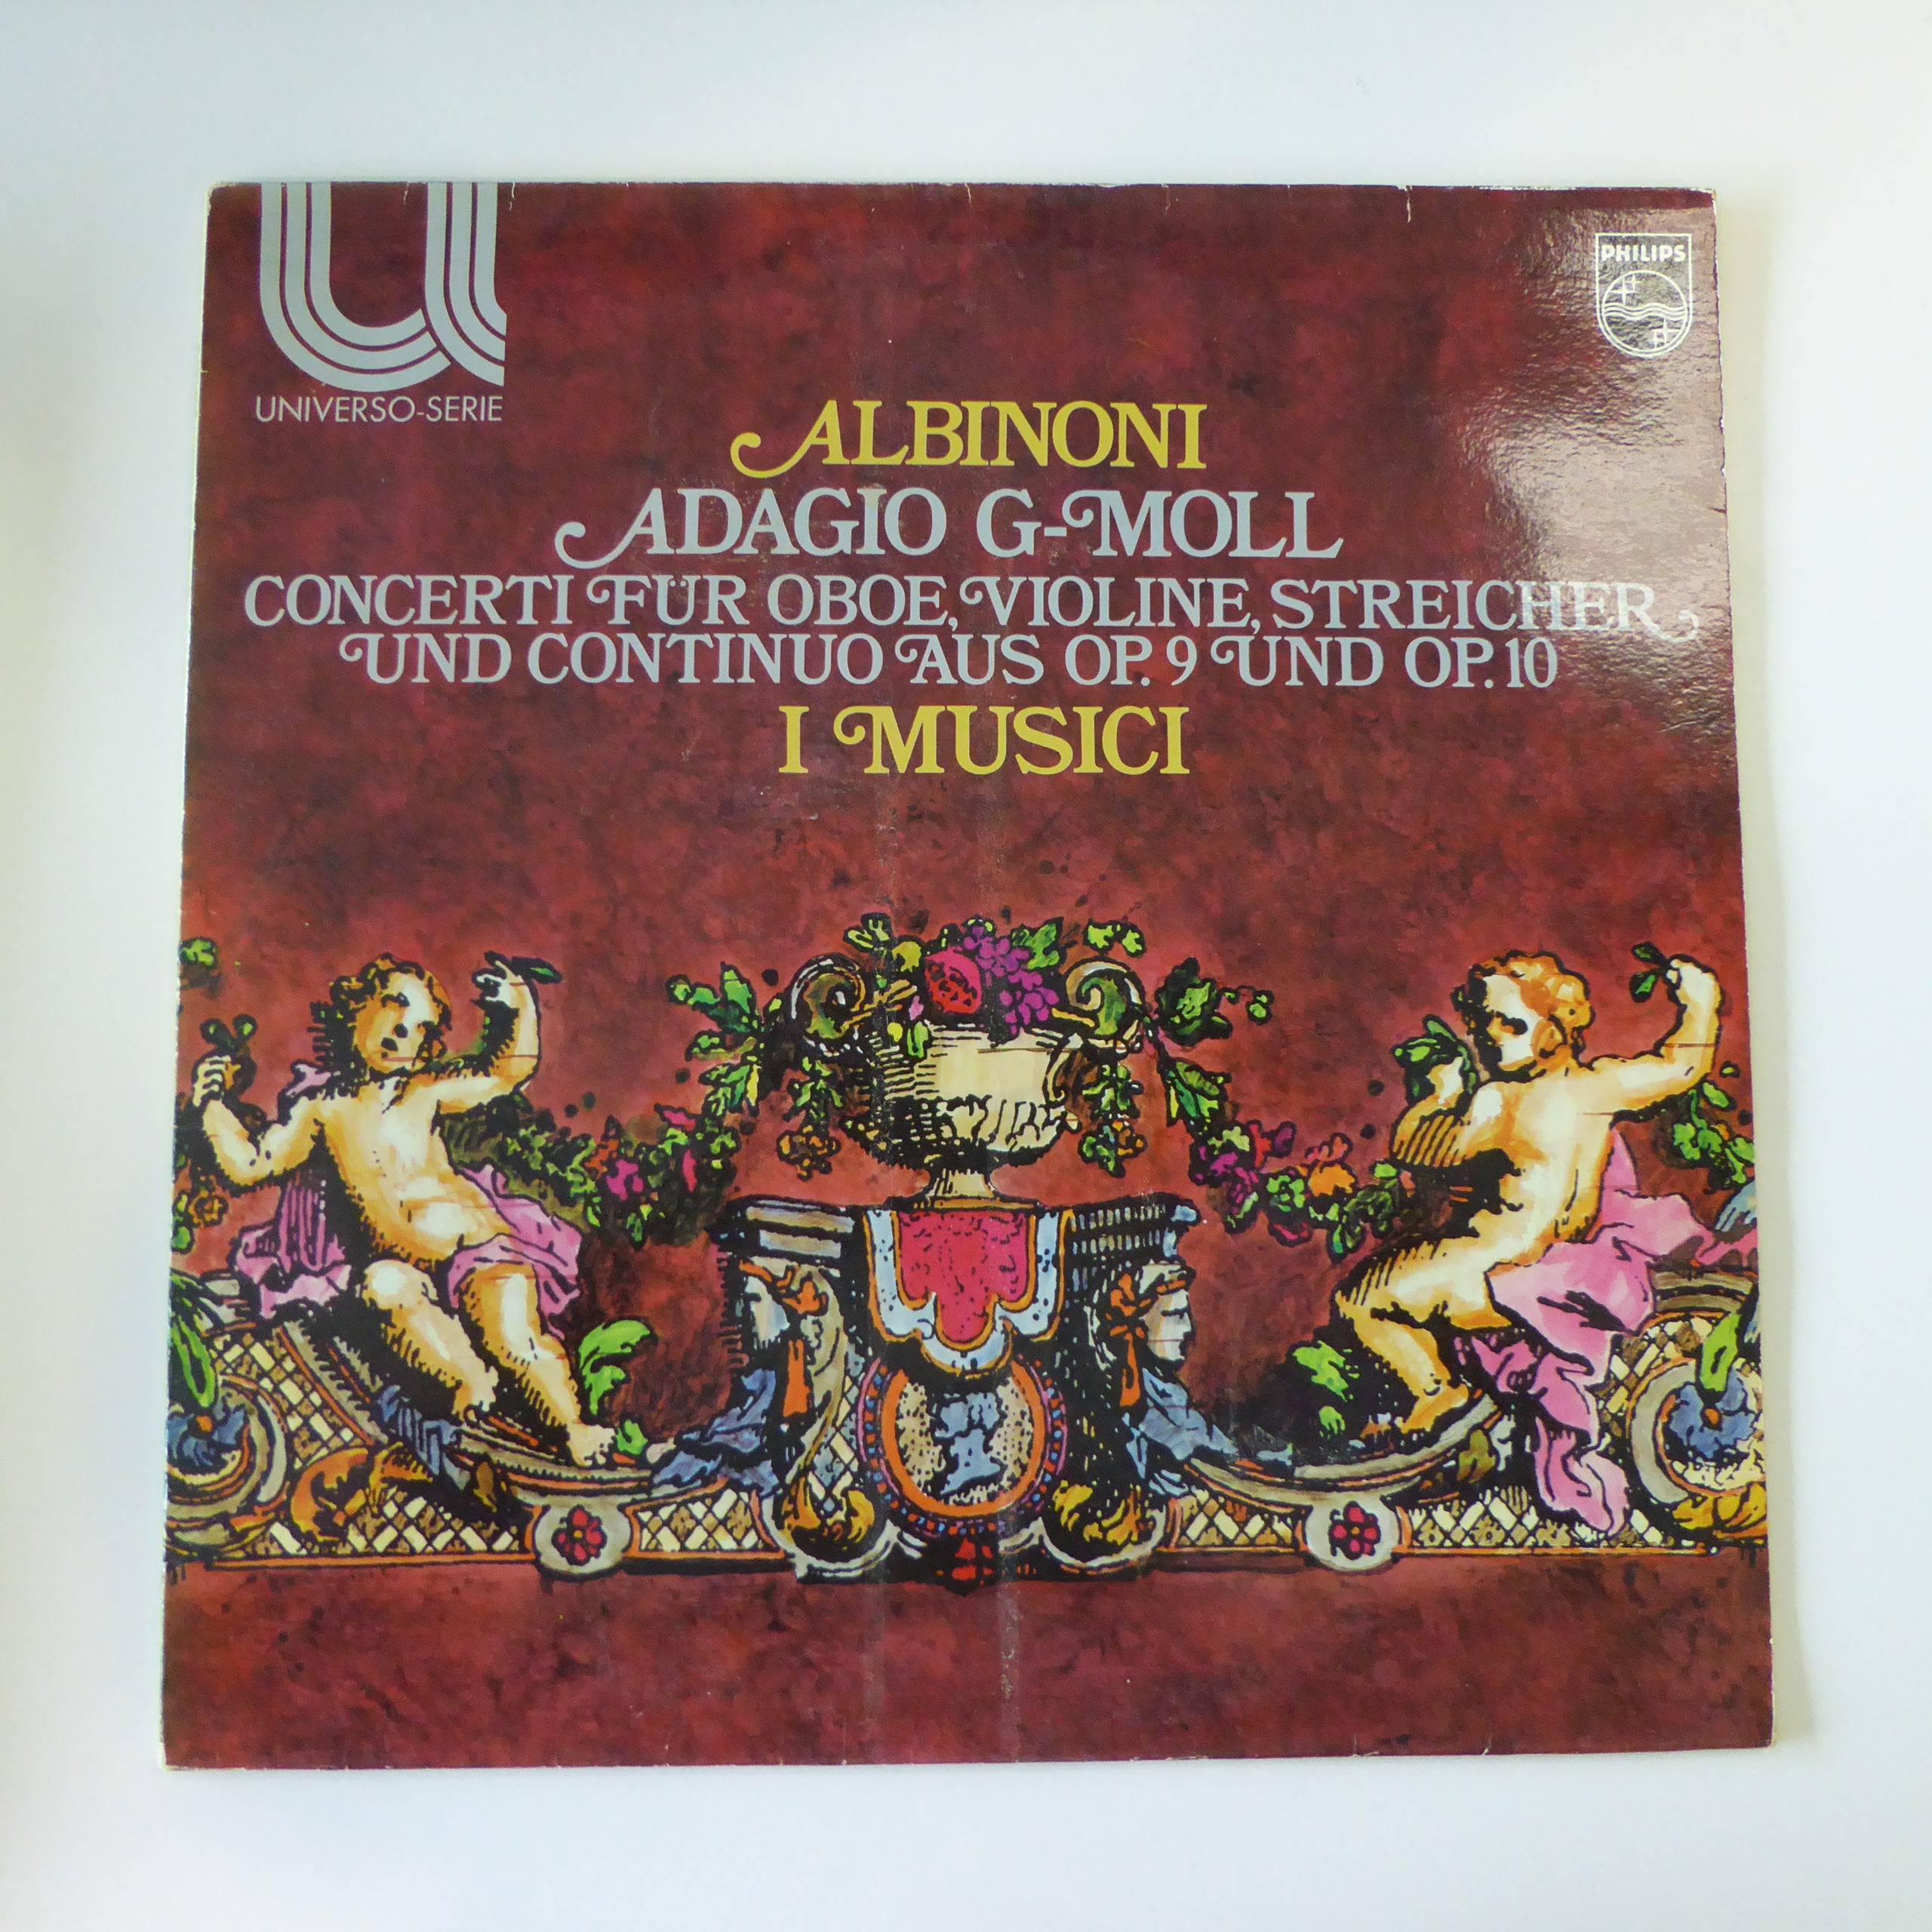 UNIVERSO-SERIE
PHILIPS
ALBINONI
ADAGIO G-MOLL
CONCERTI FÜR OBOE, VIOLINE, STREICHER
UND CONTINUO AUS OP. 9 UND OP. 10
I MUSICI